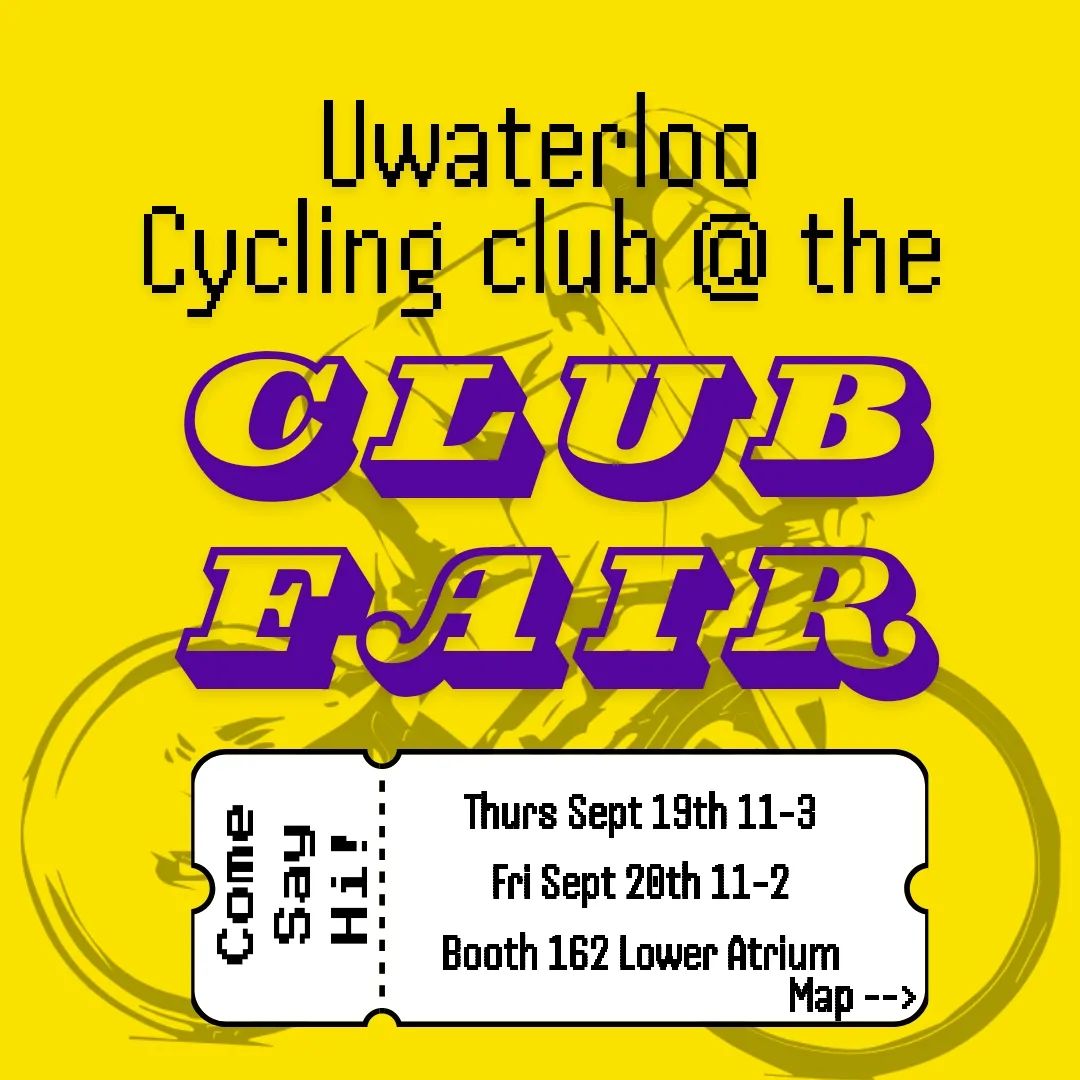 Uwaterloo
Cycling club @ the
CLUB
FAIR
Come
Say
Hi!
Thurs Sept 19th 11-3
Fri Sept 20th 11-2
Booth 162 Lower Atrium
Map -->